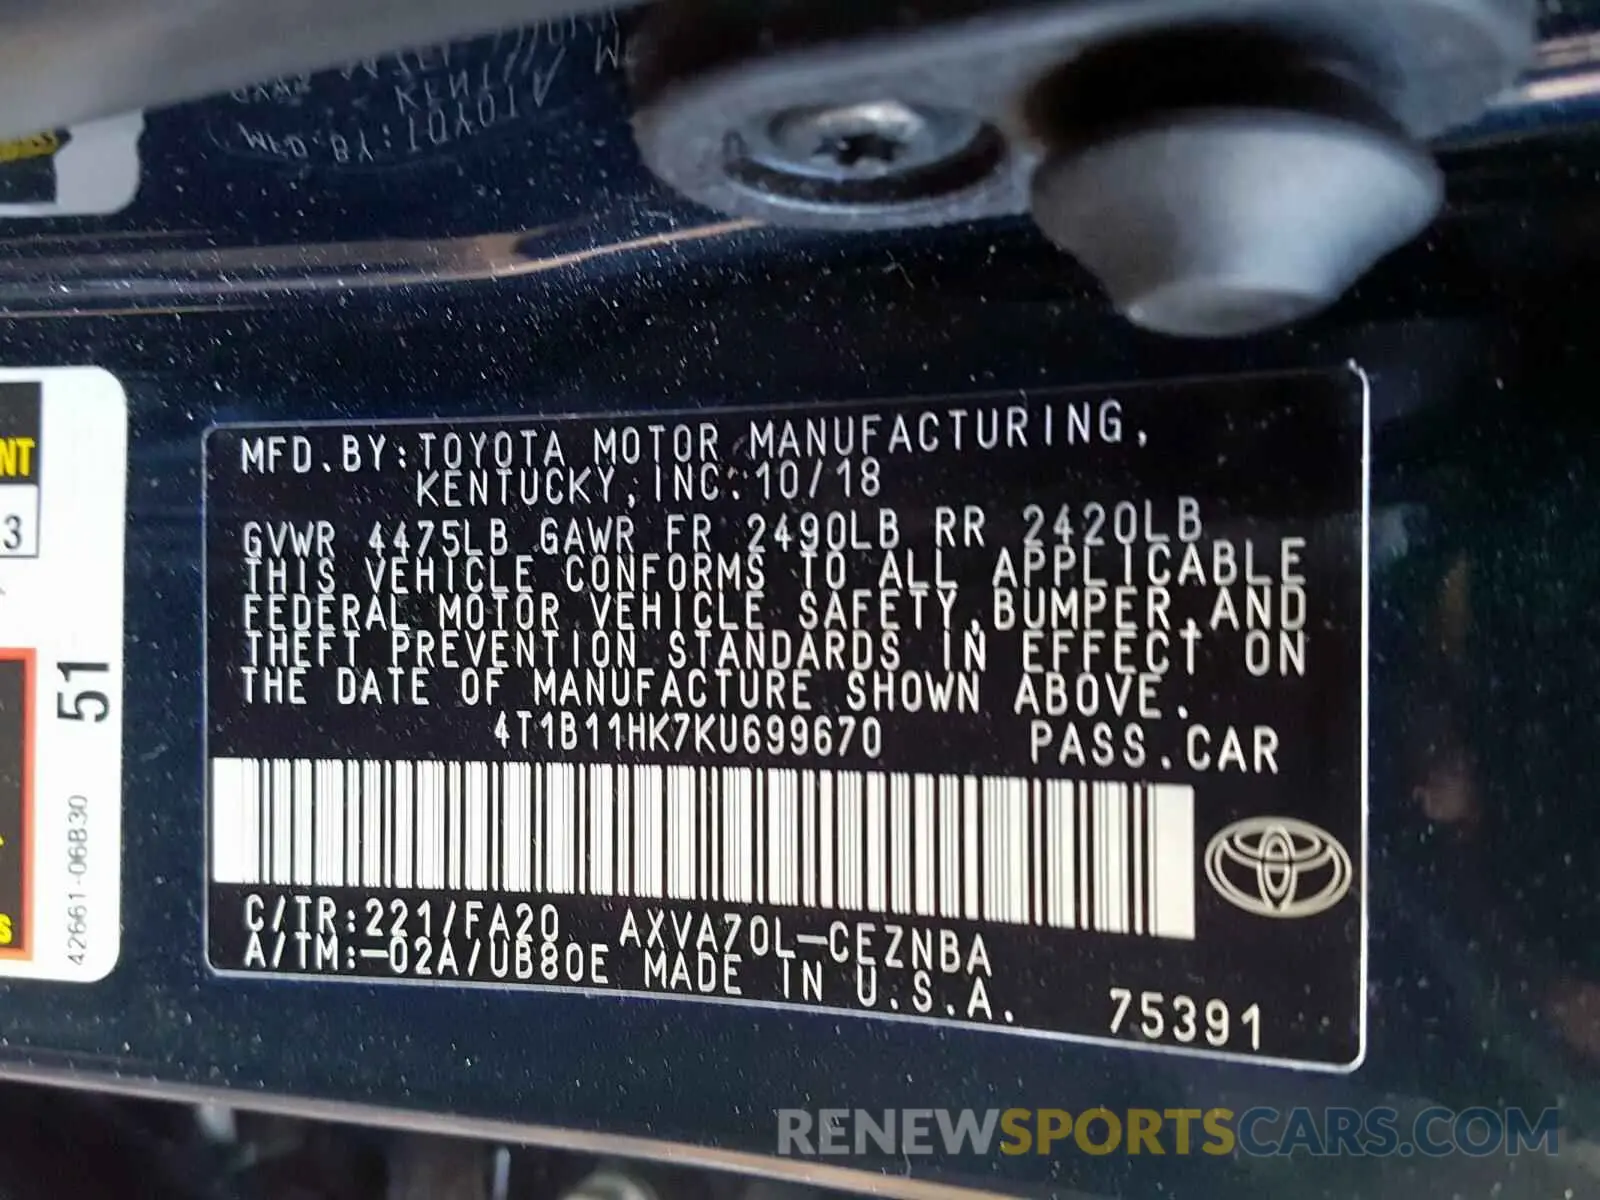 MFD.BY:TOYOTA MOTOR MANUFACTURING,
KENTUCKY, INC. 10/18
GVWR 4475LB GAWR FR 2490LB RR 2420LB
THIS VEHICLE CONFORMS TO ALL APPLICABLE
FEDERAL MOTOR VEHICLE SAFETY,BUMPER,AND
THEFT PREVENTION STANDARDS IN EFFECT ON
THE DATE OF MANUFACTURE SHOWN ABOVE.
4T1B11HK7KU699670 PASS.CAR
C/TR:221/FA20 AXVA70L-CEZNBA
A/TM:-02A/UB80E MADE IN U.S.A.
75391
NT
3
51
42661-06B30
S
RENEWSPORTSCARS.COM